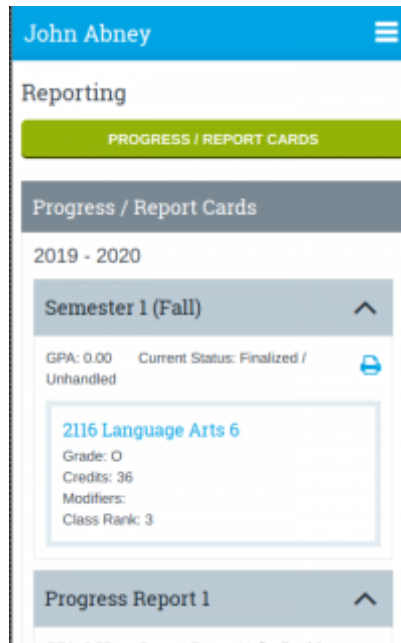 John Abney
Reporting
PROGRESS / REPORT CARDS
Progress / Report Cards
2019 - 2020
Semester 1 (Fall)
GPA: 0.00 Current Status: Finalized /
Unhandled
2116 Language Arts 6
Grade: O
Credits: 36
Modifiers:
Class Rank: 3
Progress Report 1